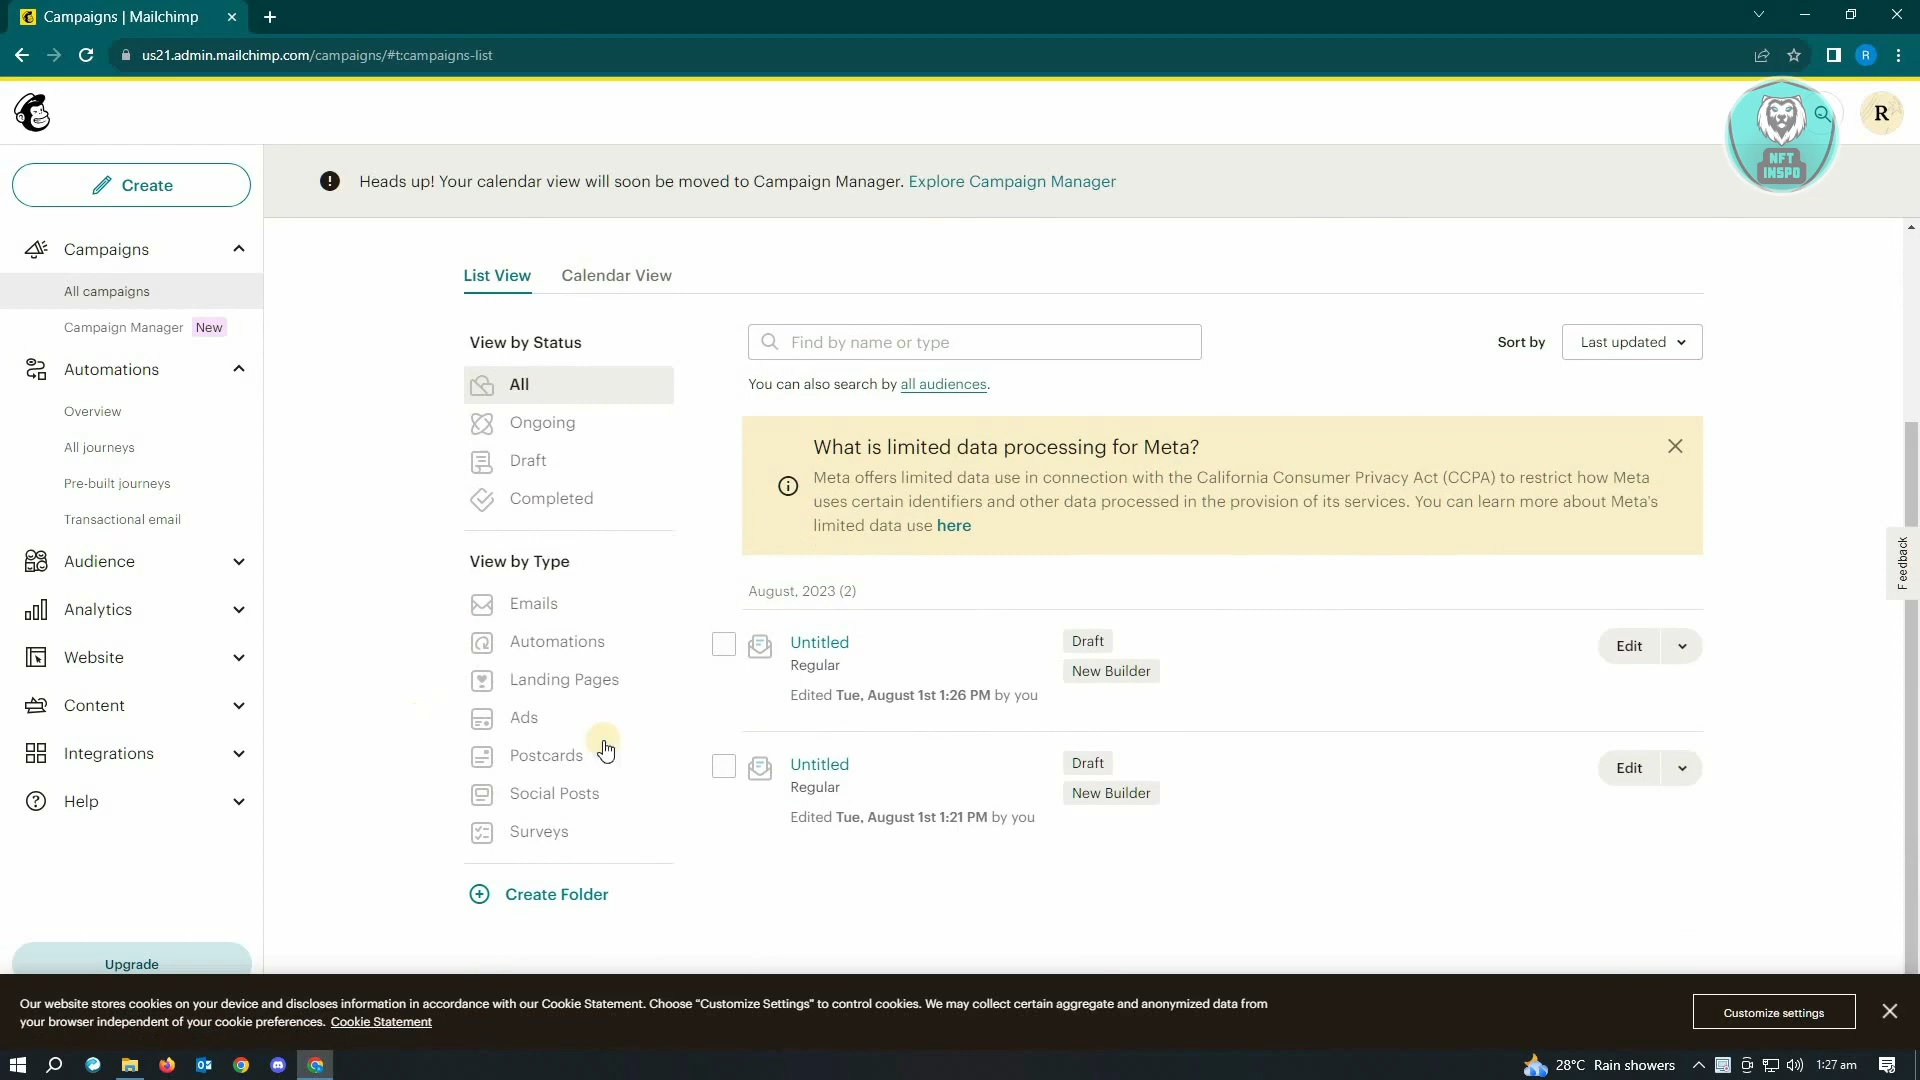 Campaigns | Mailchimp
us21.admin.mailchimp.com/campaigns/#t:campaigns-list
R
NFT
INSPO
R
Create
Heads up! Your calendar view will soon be moved to Campaign Manager. Explore Campaign Manager
Campaigns
All campaigns
Campaign Manager New
Automations
Overview
All journeys
Pre-built journeys
Transactional email
Audience
Analytics
Website
Content
Integrations
Help
Upgrade
List View Calendar View
View by Status
All
Ongoing
Draft
Completed
View by Type
Emails
Automations
Landing Pages
Ads
Postcards
Social Posts
Surveys
Create Folder
Find by name or type
Sort by Last updated
You can also search by all audiences.
What is limited data processing for Meta?
Meta offers limited data use in connection with the California Consumer Privacy Act (CCPA) to restrict how Meta
uses certain identifiers and other data processed in the provision of its services. You can learn more about Meta's
limited data use here
August, 2023 (2)
Untitled Draft Edit
Regular New Builder
Edited Tue, August 1st 1:26 PM by you
Untitled Draft Edit
Regular New Builder
Edited Tue, August 1st 1:21 PM by you
Feedback
Our website stores cookies on your device and discloses information in accordance with our Cookie Statement. Choose "Customize Settings" to control cookies. We may collect certain aggregate and anonymized data from
your browser independent of your cookie preferences. Cookie Statement
Customize settings
28°C Rain showers 1:27 am